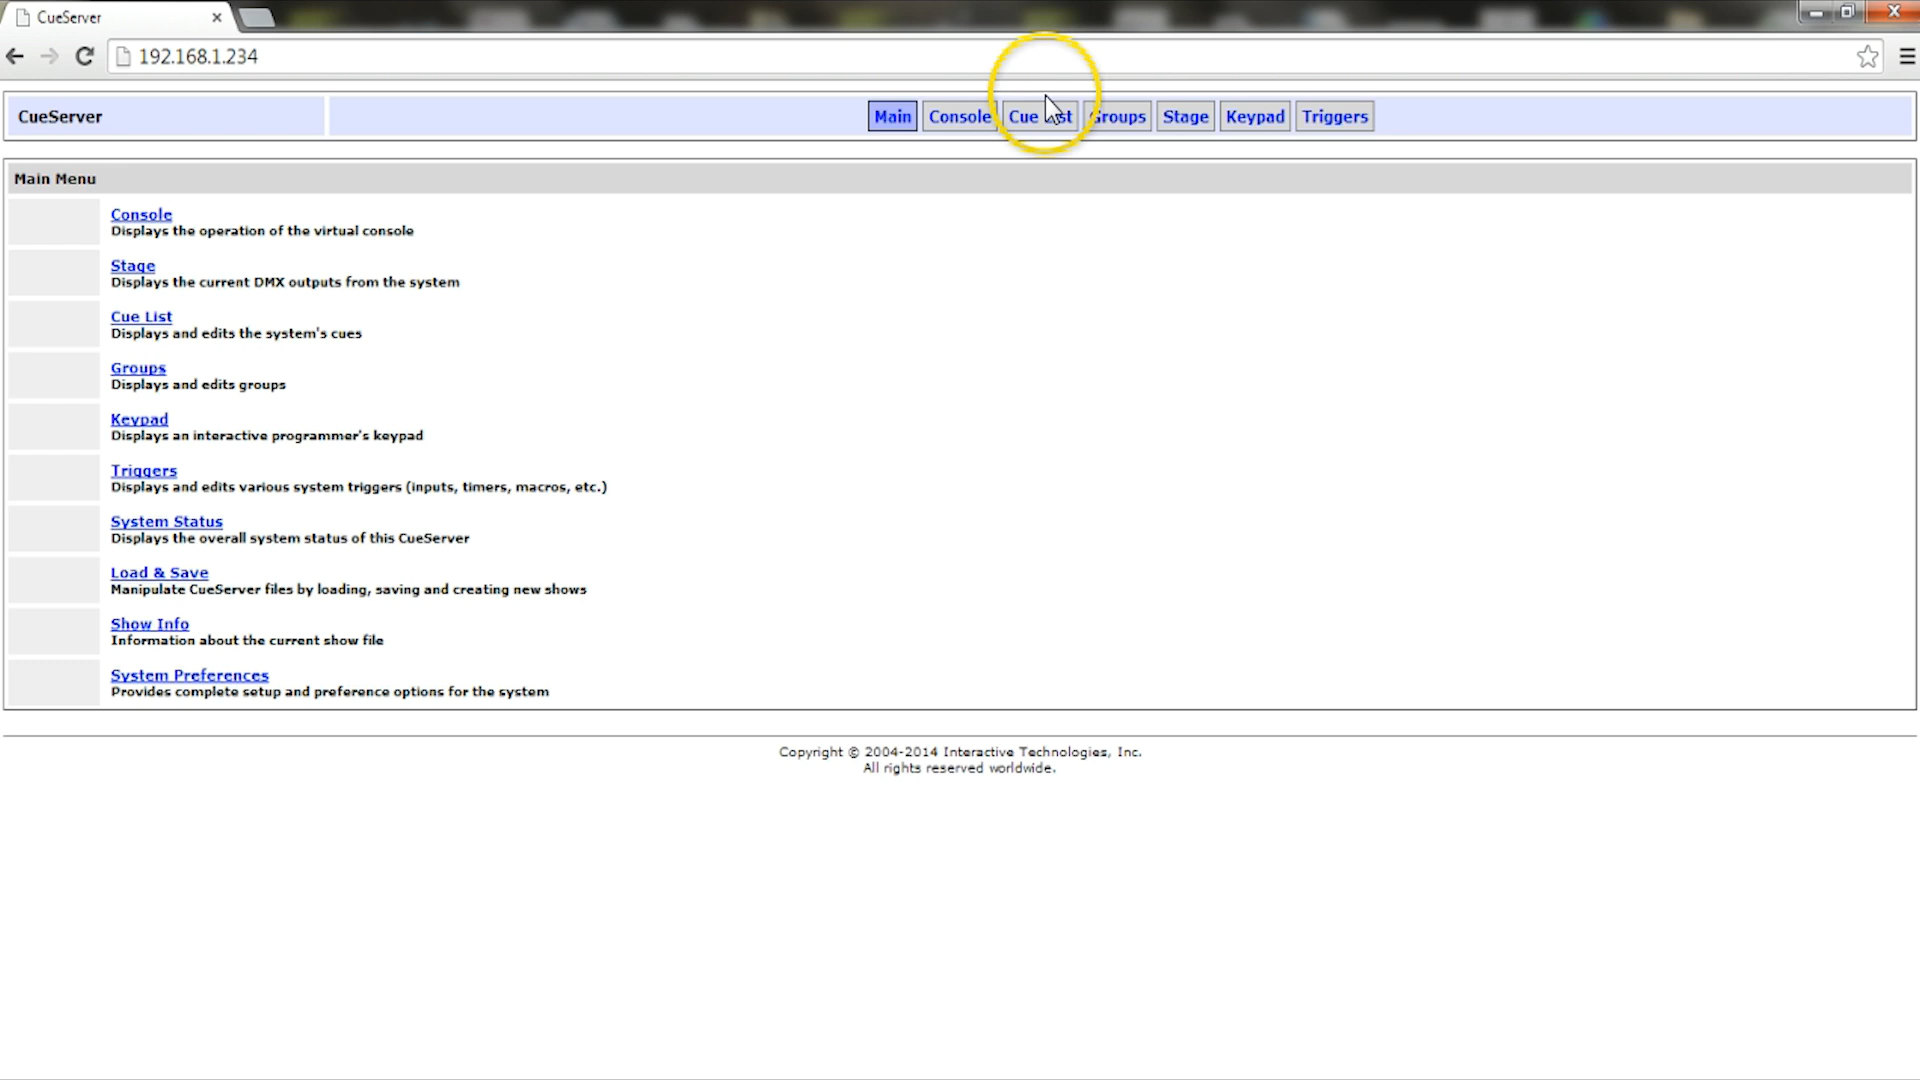 CueServer
192.168.1.234
CueServer
Main Console Cue Groups Stage Keypad Triggers
Main Menu
Console
Displays the operation of the virtual console
Stage
Displays the current DMX outputs from the system
Cue List
Displays and edits the system's cues
Groups
Displays and edits groups
Keypad
Displays an interactive programmer's keypad
Triggers
Displays and edits various system triggers (inputs, timers, macros, etc.)
System Status
Displays the overall system status of this CueServer
Load & Save
Manipulate CueServer files by loading, saving and creating new shows
Show Info
Information about the current show file
System Preferences
Provides complete setup and preference options for the system
Copyright © 2004-2014 Interactive Technologies, Inc.
All rights reserved worldwide.